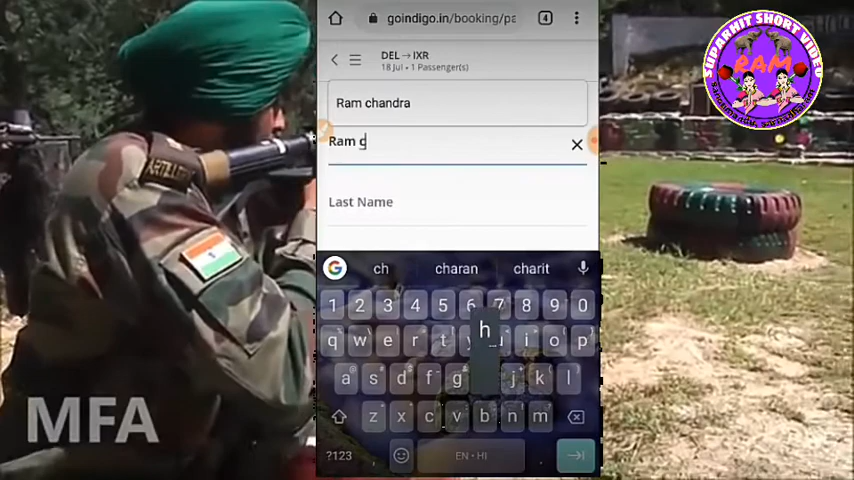 goindigo.in/booking/pa
4
DEL → IXR
18 Jul • 1 Passenger(s)
Ram chandra
Ram c
Last Name
ch charan charit
1 2 3 4 5 6 7 8 9 0
q w e r t y u i o p
h
a s d f g j k l
z x c v b n m
?123 , EN • HI .
ARTILLERY
MFA
SUPARHIT SHORT VIDEO
RAM